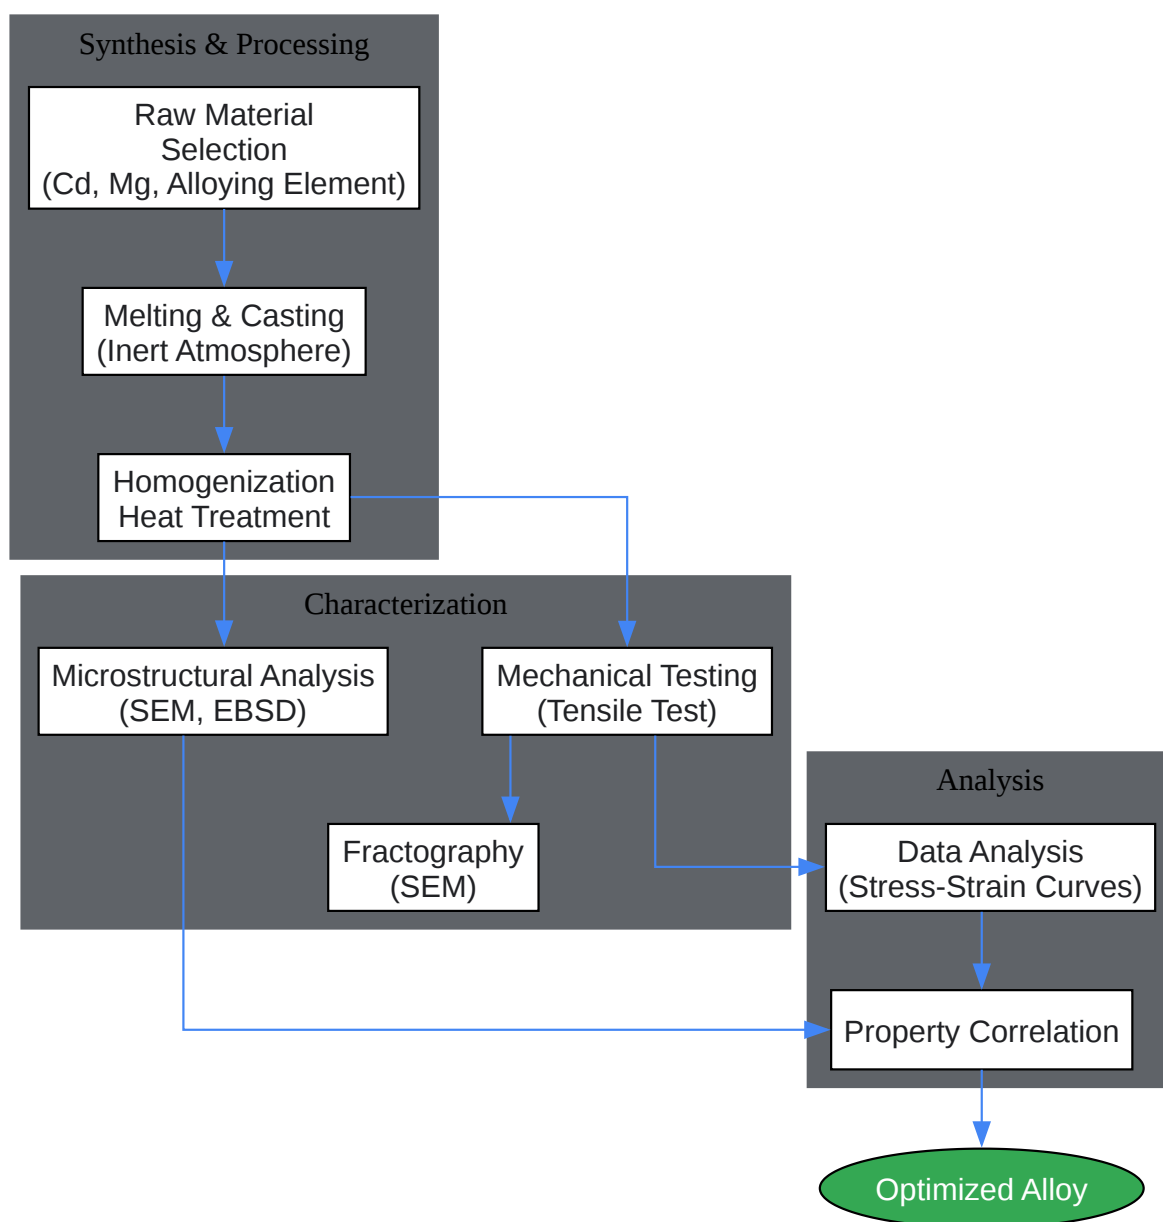 Synthesis & Processing
Raw Material
Selection
(Cd, Mg, Alloying Element)
Melting & Casting
(Inert Atmosphere)
Homogenization
Heat Treatment
Characterization
Microstructural Analysis
(SEM, EBSD)
Mechanical Testing
(Tensile Test)
Fractography
(SEM)
Analysis
Data Analysis
(Stress-Strain Curves)
Property Correlation
Optimized Alloy